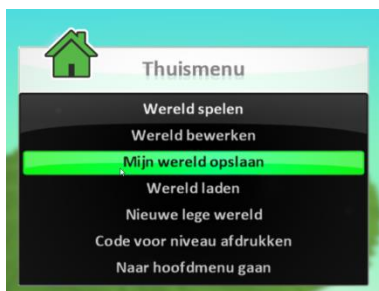 Thuismenu
Wereld spelen
Wereld bewerken
Mijn wereld opslaan
Wereld laden
Nieuwe lege wereld
Code voor niveau afdrukken
Naar hoofdmenu gaan